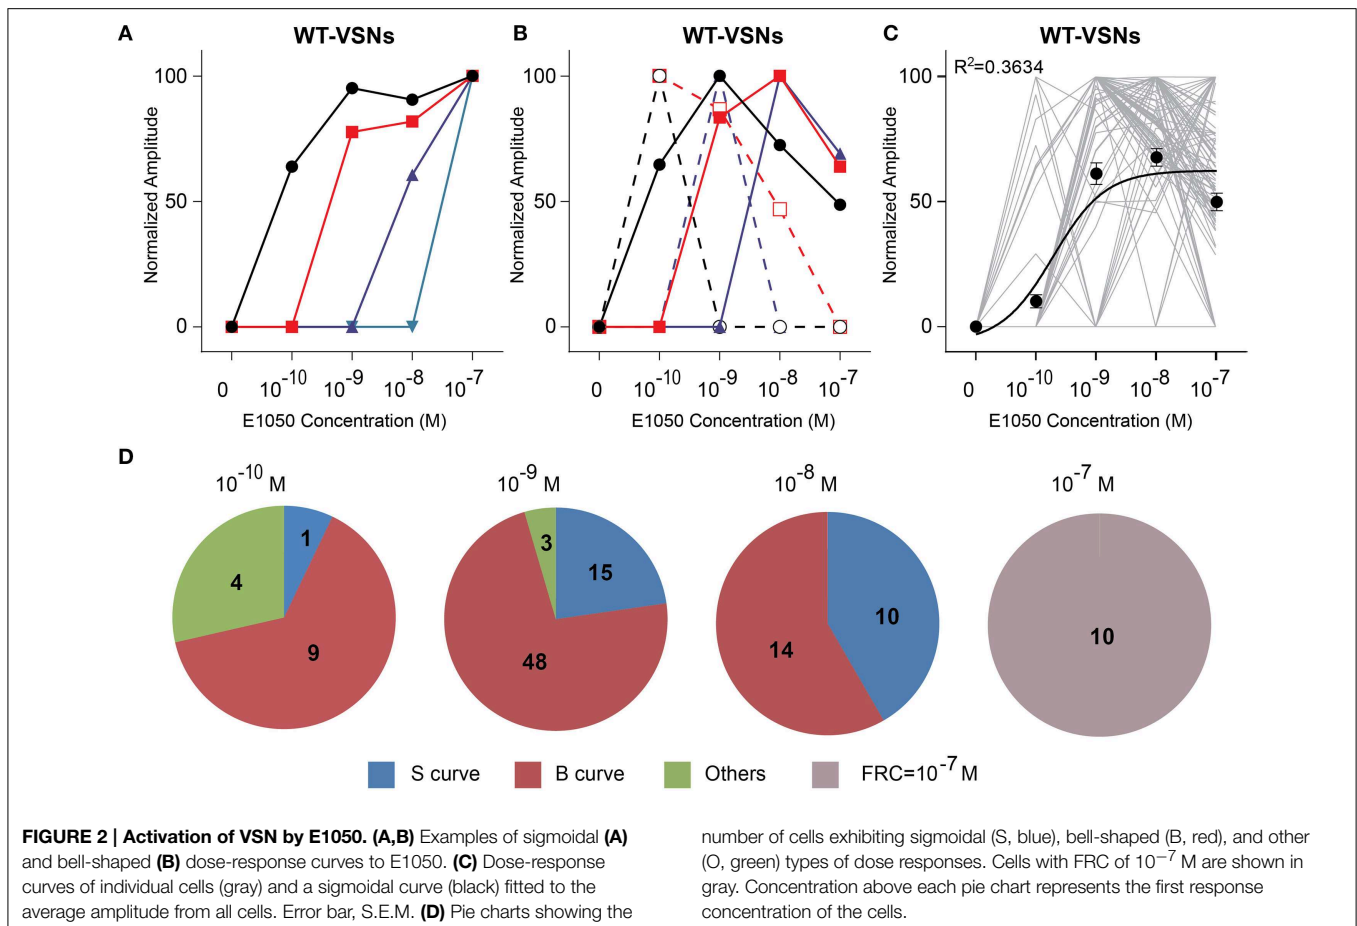 A
WT-VSNs
100
50
0
Normalized Amplitude
0 10-10 10-9 10-8 10-7
E1050 Concentration (M)
B
WT-VSNs
100
50
0
Normalized Amplitude
0 10-10 10-9 10-8 10-7
E1050 Concentration (M)
C
WT-VSNs
R2=0.3634
100
50
0
Normalized Amplitude
0 10-10 10-9 10-8 10-7
E1050 Concentration (M)
D
10-10 M
1
4
9
10-9 M
3
15
48
10-8 M
10
14
10-7 M
10
S curve
B curve
Others
FRC=10-7 M
FIGURE 2 | Activation of VSN by E1050. (A,B) Examples of sigmoidal (A)
and bell-shaped (B) dose-response curves to E1050. (C) Dose-response
curves of individual cells (gray) and a sigmoidal curve (black) fitted to the
average amplitude from all cells. Error bar, S.E.M. (D) Pie charts showing the
number of cells exhibiting sigmoidal (S, blue), bell-shaped (B, red), and other
(O, green) types of dose responses. Cells with FRC of 10−7 M are shown in
gray. Concentration above each pie chart represents the first response
concentration of the cells.